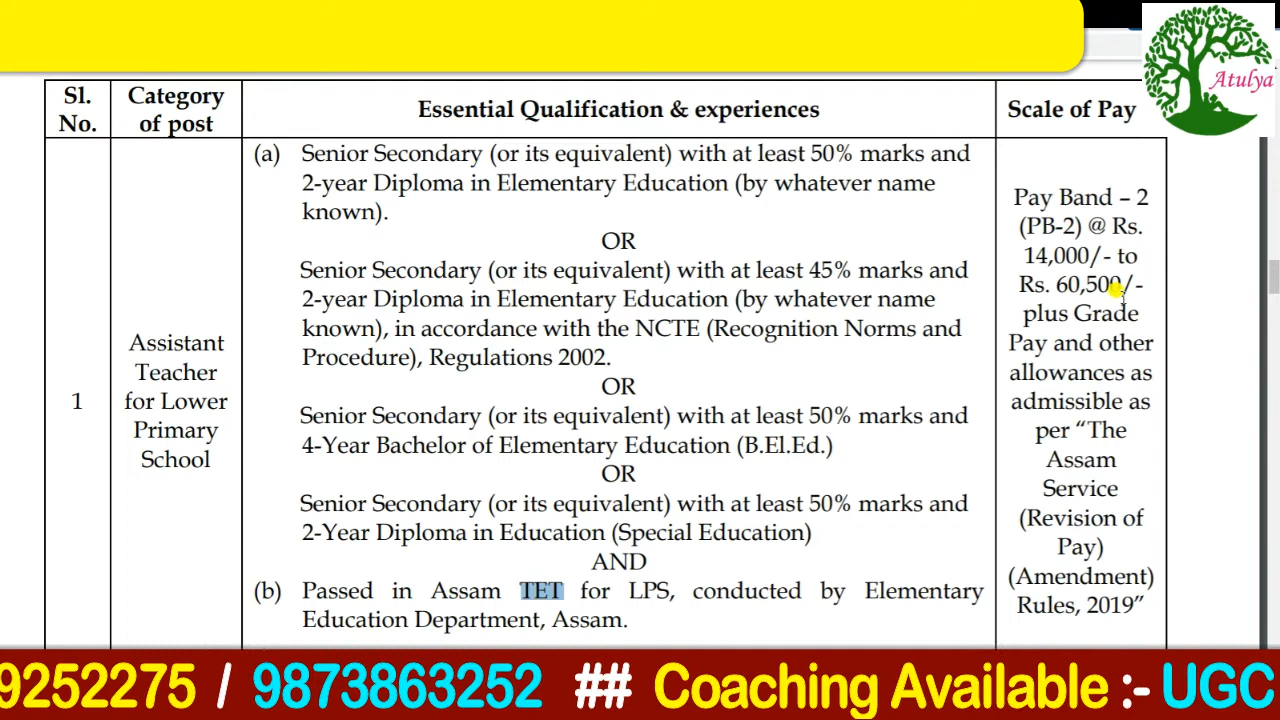 Atulya
Sl.
No.
Category
of post
Essential Qualification & experiences
Scale of Pay
1
Assistant
Teacher
for Lower
Primary
School
(a) Senior Secondary (or its equivalent) with at least 50% marks and
2-year Diploma in Elementary Education (by whatever name
known).
OR
Senior Secondary (or its equivalent) with at least 45% marks and
2-year Diploma in Elementary Education (by whatever name
known), in accordance with the NCTE (Recognition Norms and
Procedure), Regulations 2002.
OR
Senior Secondary (or its equivalent) with at least 50% marks and
4-Year Bachelor of Elementary Education (B.El.Ed.)
OR
Senior Secondary (or its equivalent) with at least 50% marks and
2-Year Diploma in Education (Special Education)
AND
(b) Passed in Assam TET for LPS, conducted by Elementary
Education Department, Assam.
Pay Band – 2
(PB-2) @ Rs.
14,000/- to
Rs. 60,500/-
plus Grade
Pay and other
allowances as
admissible as
per “The
Assam
Service
(Revision of
Pay)
(Amendment)
Rules, 2019”
9252275 / 9873863252 ## Coaching Available :- UGC